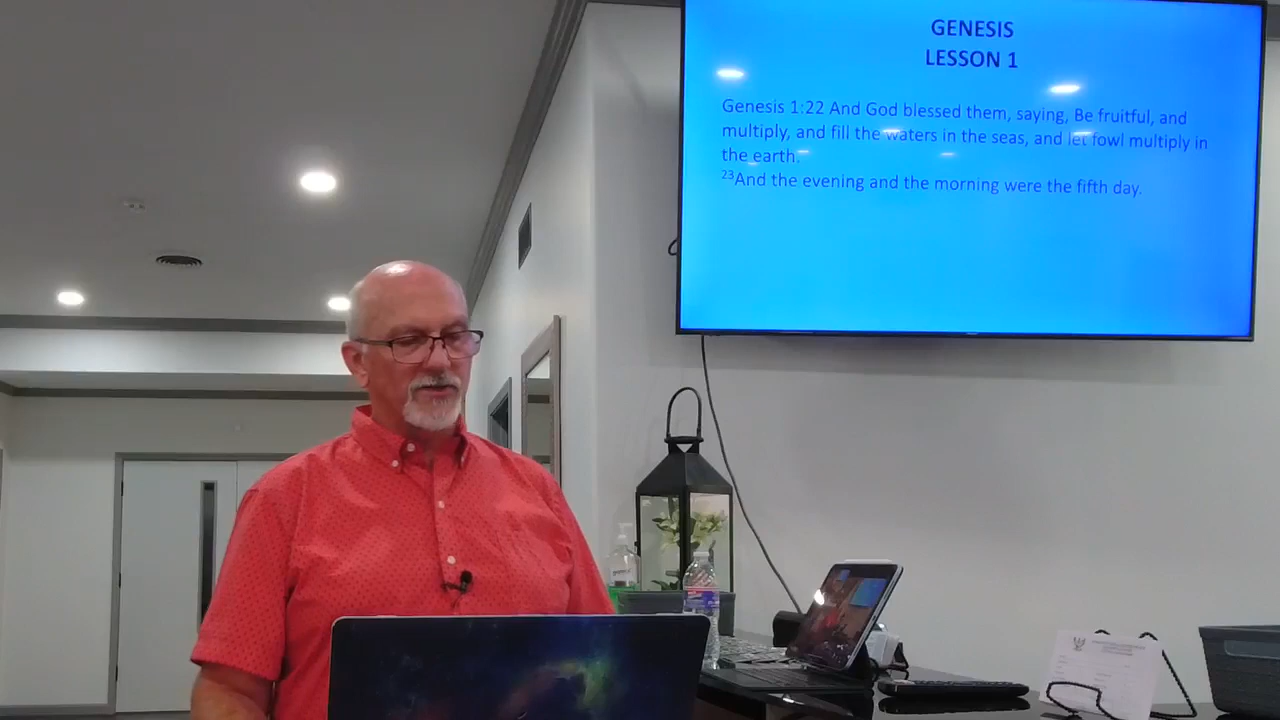 GENESIS
LESSON 1
Genesis 1:22 And God blessed them, saying, Be fruitful, and
multiply, and fill the waters in the seas, and let fowl multiply in
the earth.
²³And the evening and the morning were the fifth day.